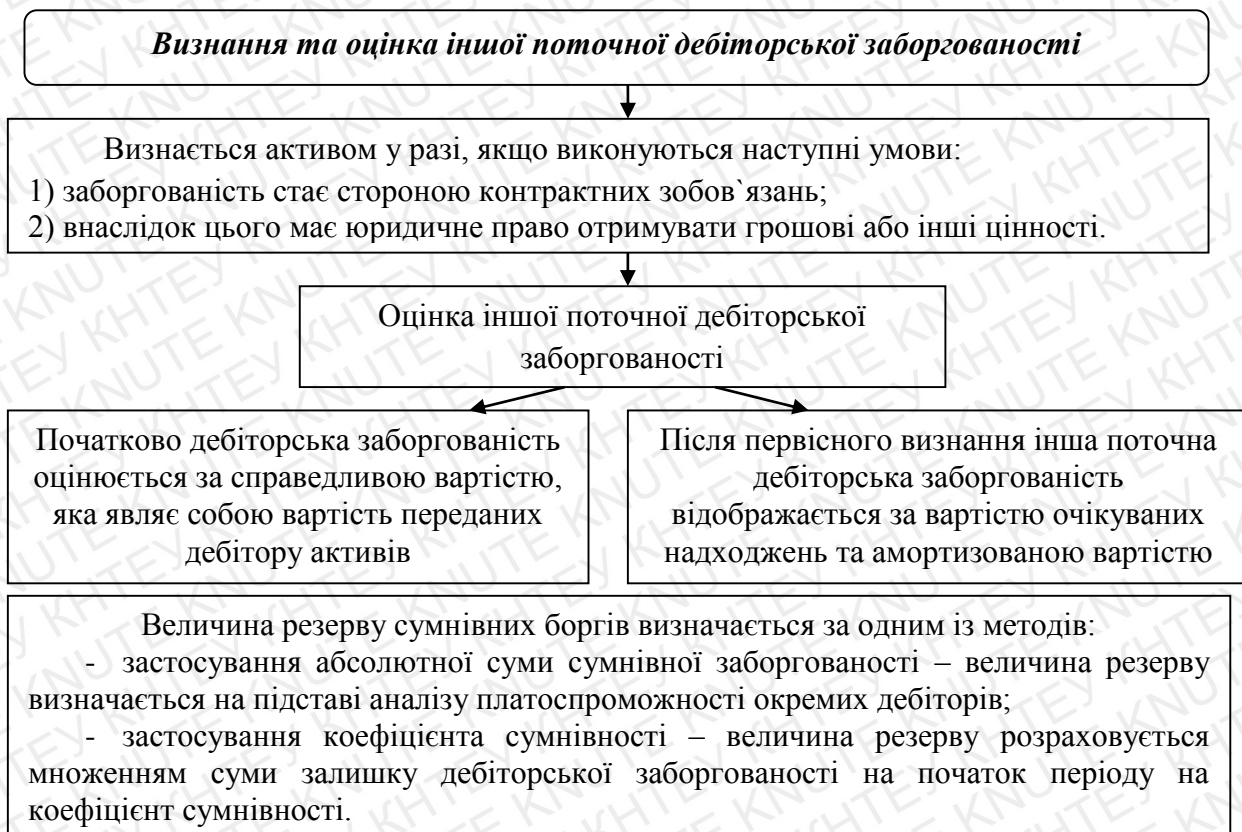 Визнання та оцінка іншої поточної дебіторської заборгованості
Визнається активом у разі, якщо виконуються наступні умови:
1) заборгованість стає стороною контрактних зобов`язань;
2) внаслідок цього має юридичне право отримувати грошові або інші цінності.
Оцінка іншої поточної дебіторської
заборгованості
Початково дебіторська заборгованість
оцінюється за справедливою вартістю,
яка являє собою вартість переданих
дебітору активів
Після первісного визнання інша поточна
дебіторська заборгованість
відображається за вартістю очікуваних
надходжень та амортизованою вартістю
Величина резерву сумнівних боргів визначається за одним із методів:
- застосування абсолютної суми сумнівної заборгованості – величина резерву
визначається на підставі аналізу платоспроможності окремих дебіторів;
- застосування коефіцієнта сумнівності – величина резерву розраховується
множенням суми залишку дебіторської заборгованості на початок періоду на
коефіцієнт сумнівності.